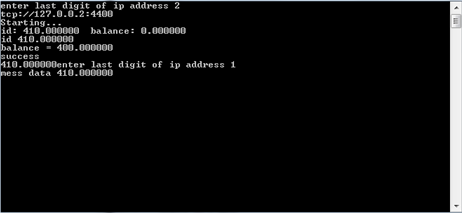 enter last digit of ip address 2
tcp://127.0.0.2:4400
Starting...
id: 410.000000  balance: 0.000000
id 410.000000
balance = 400.000000
success
410.000000enter last digit of ip address 1
mess data 410.000000